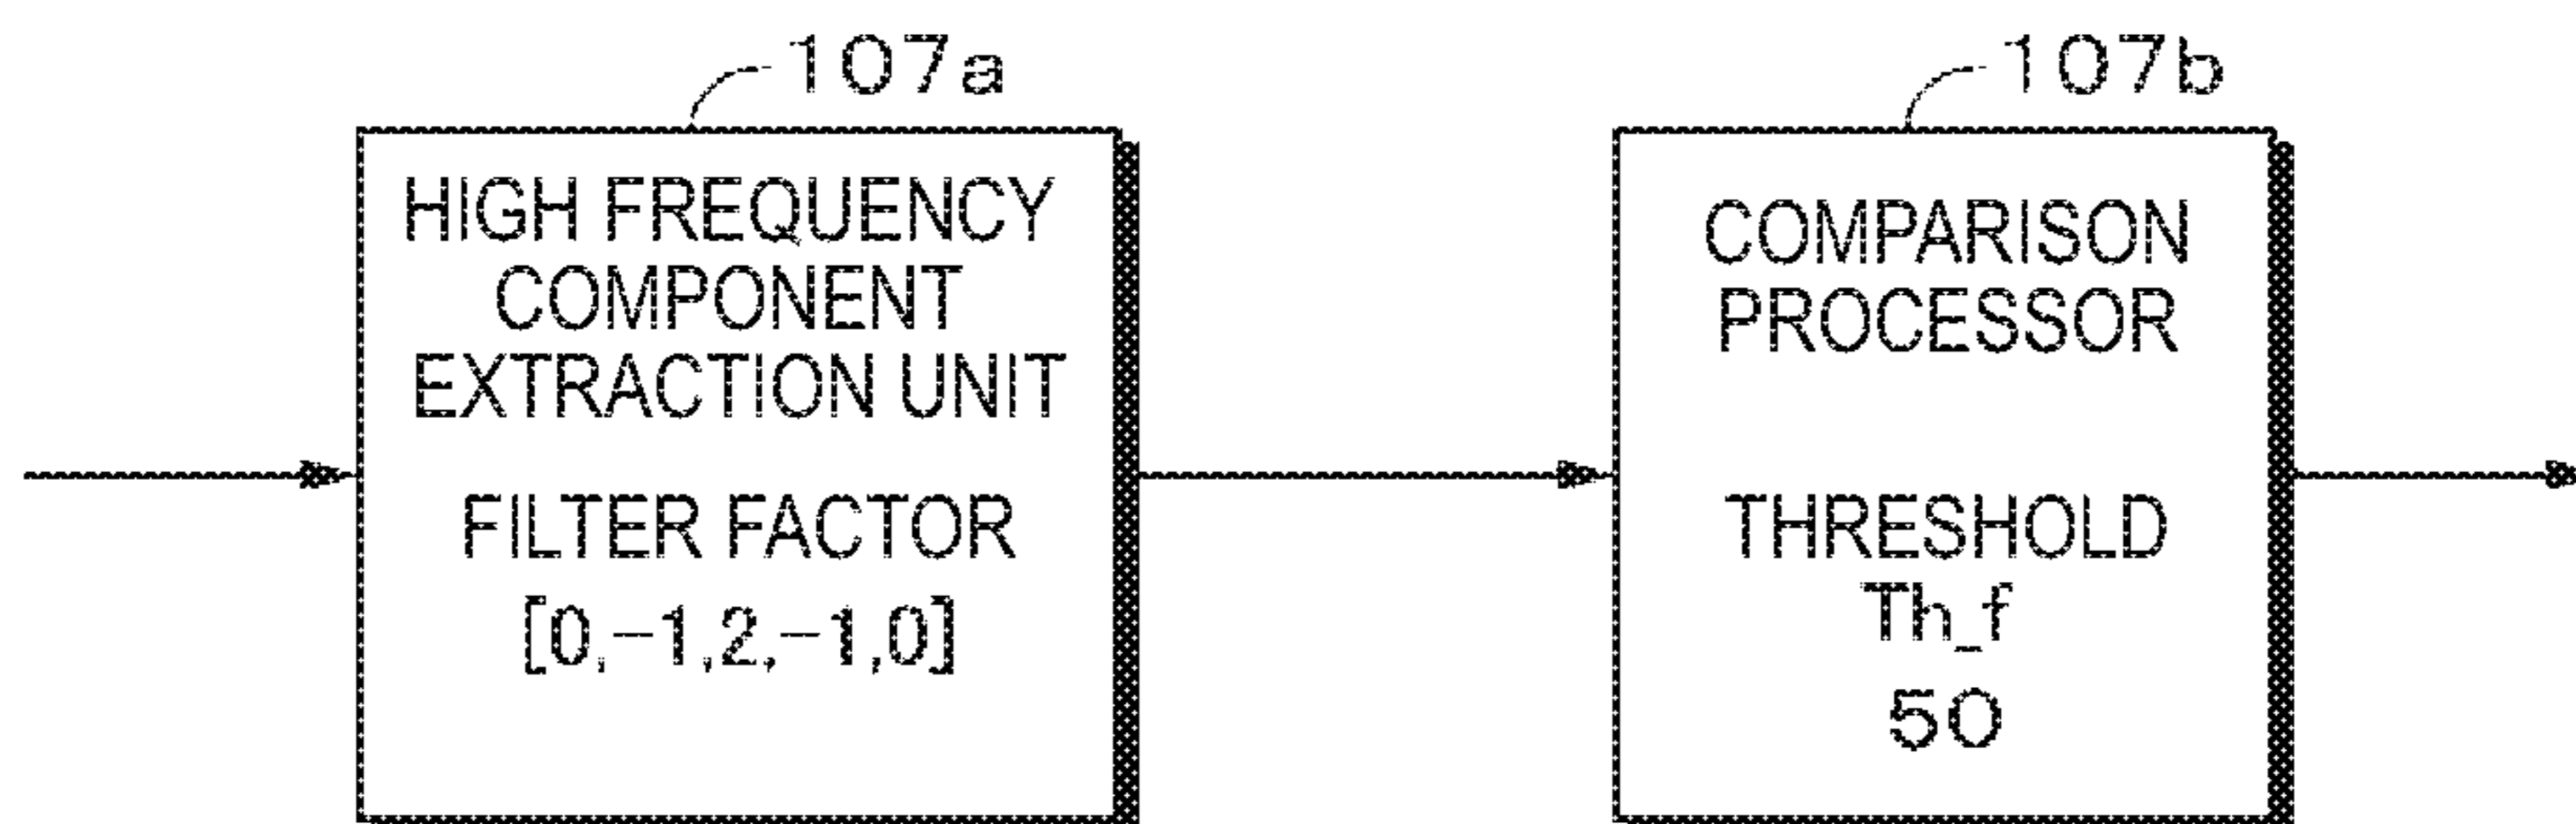 107a
HIGH FREQUENCY
COMPONENT
EXTRACTION UNIT
FILTER FACTOR
[0,-1,2,-1,0]
107b
COMPARISON
PROCESSOR
THRESHOLD
Th_f
50